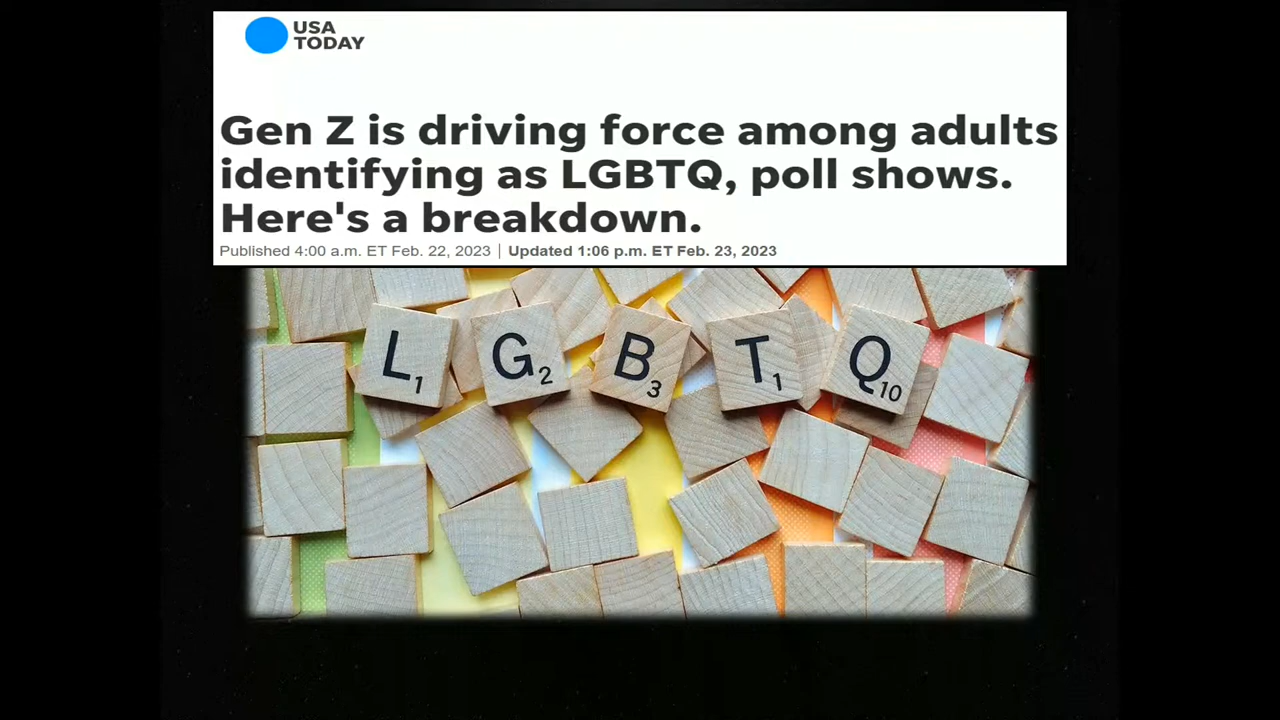 USA
TODAY
Gen Z is driving force among adults
identifying as LGBTQ, poll shows.
Here's a breakdown.
Published 4:00 a.m. ET Feb. 22, 2023 | Updated 1:06 p.m. ET Feb. 23, 2023
L1 G2 B3 T1 Q10